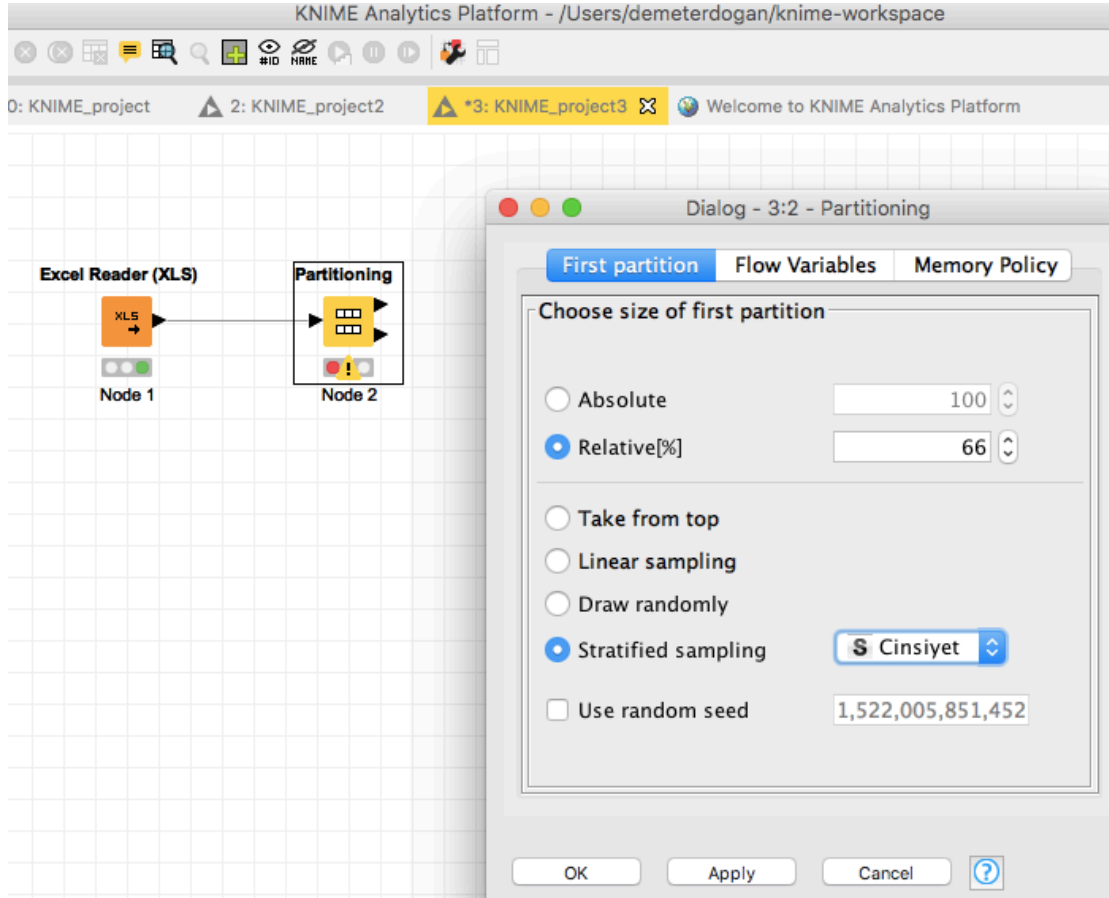 KNIME Analytics Platform - /Users/demeterdogan/knime-workspace
#ID NAME
0: KNIME_project 2: KNIME_project2 *3: KNIME_project3 Welcome to KNIME Analytics Platform
Dialog - 3:2 - Partitioning
First partition Flow Variables Memory Policy
Excel Reader (XLS) Partitioning
XLS
Node 1 Node 2
Choose size of first partition
Absolute 100
Relative[%] 66
Take from top
Linear sampling
Draw randomly
Stratified sampling S Cinsiyet
Use random seed 1,522,005,851,452
OK Apply Cancel ?